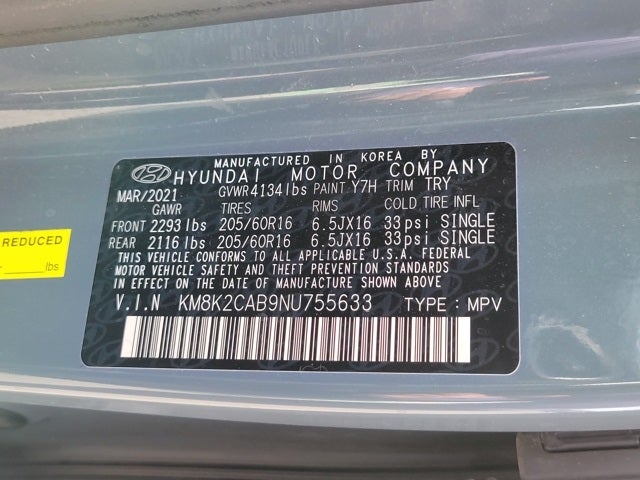 MANUFACTURED IN KOREA BY
HYUNDAI MOTOR COMPANY
MAR/2021 GVWR 4134 lbs PAINT Y7H TRIM TRY
GAWR TIRES RIMS COLD TIRE INFL
FRONT 2293 lbs 205/60R16 6.5JX16 33 psi SINGLE
REAR 2116 lbs 205/60R16 6.5JX16 33 psi SINGLE
THIS VEHICLE CONFORMS TO ALL APPLICABLE U.S.A. FEDERAL
MOTOR VEHICLE SAFETY AND THEFT PREVENTION STANDARDS
IN EFFECT ON THE DATE OF MANUFACTURE SHOWN ABOVE.
V.I.N KM8K2CAB9NU755633 TYPE : MPV
REDUCED
lbs